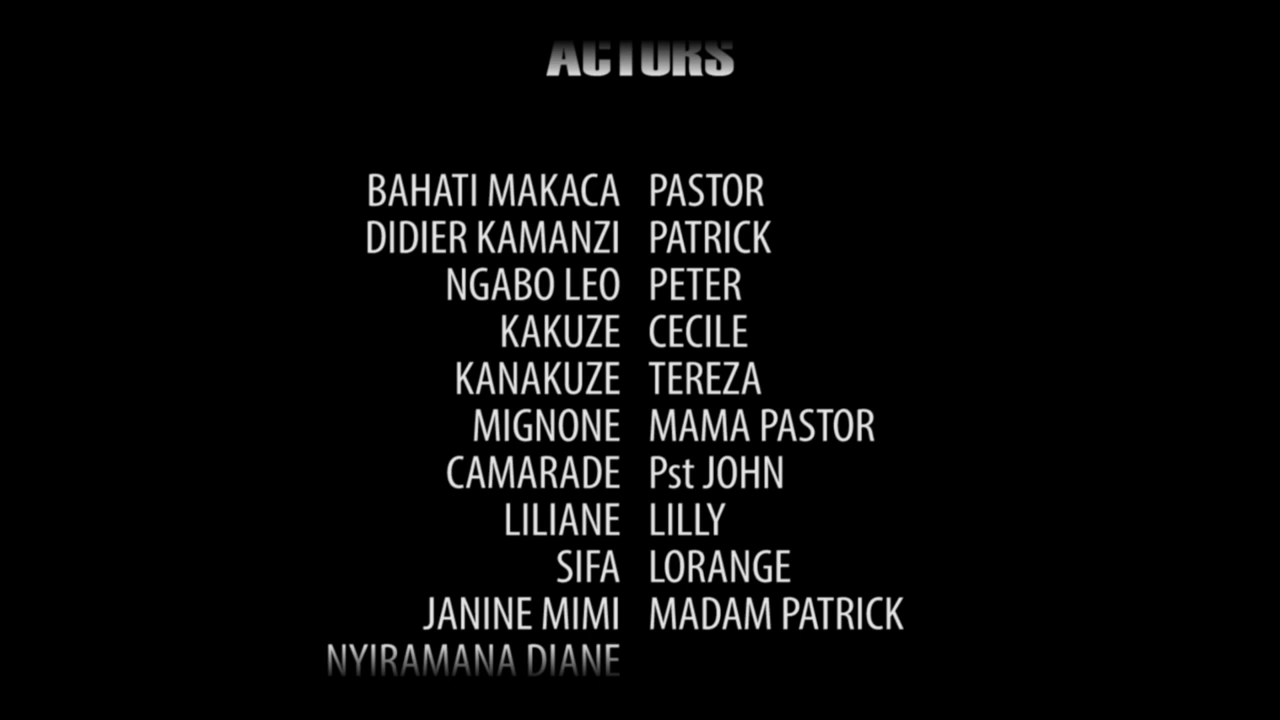 ACTORS
BAHATI MAKACA PASTOR
DIDIER KAMANZI PATRICK
NGABO LEO PETER
KAKUZE CECILE
KANAKUZE TEREZA
MIGNONE MAMA PASTOR
CAMARADE Pst JOHN
LILIANE LILLY
SIFA LORANGE
JANINE MIMI MADAM PATRICK
NYIRAMANA DIANE